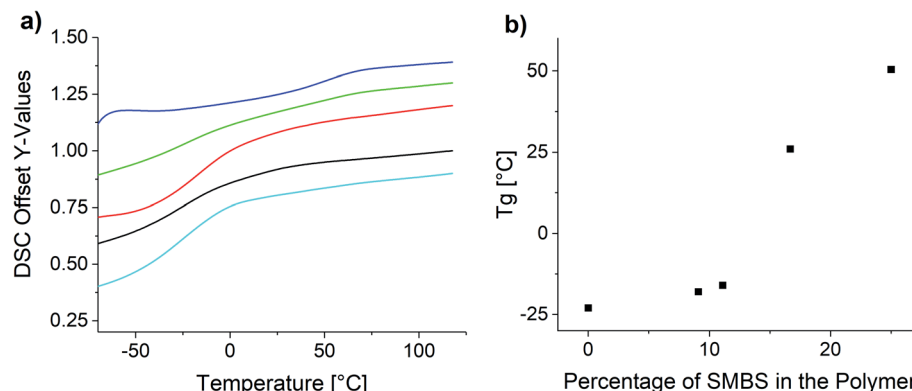 a)
1.50
1.25
1.00
0.75
0.50
0.25
DSC Offset Y-Values
-50
0
50
100
Temperature [°C]
b)
50
25
0
-25
Tg [°C]
0
10
20
Percentage of SMBS in the Polymer